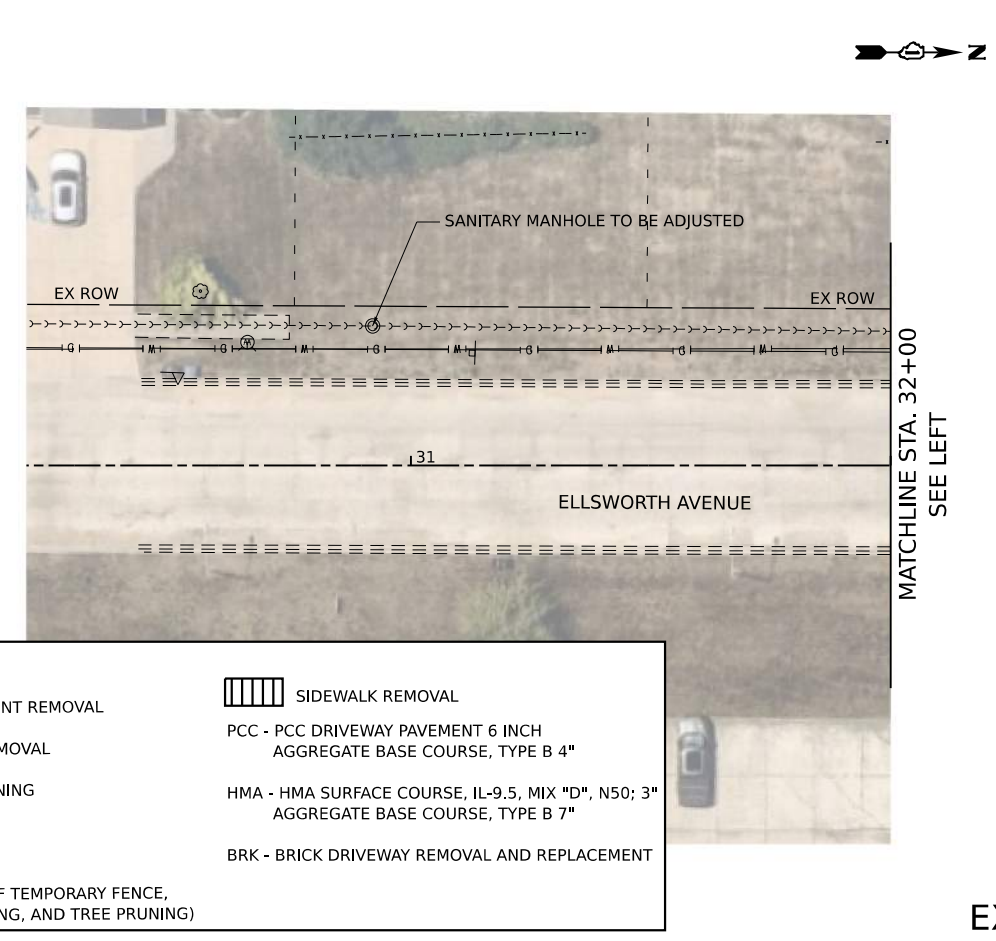 N
SANITARY MANHOLE TO BE ADJUSTED
EX ROW
EX ROW
G
W
G
W
G
W
G
W
G
W
G
31
ELLSWORTH AVENUE
MATCHLINE STA. 32+00
SEE LEFT
NT REMOVAL
MOVAL
NING
F TEMPORARY FENCE,
NG, AND TREE PRUNING)
SIDEWALK REMOVAL
PCC - PCC DRIVEWAY PAVEMENT 6 INCH
AGGREGATE BASE COURSE, TYPE B 4"
HMA - HMA SURFACE COURSE, IL-9.5, MIX "D", N50; 3"
AGGREGATE BASE COURSE, TYPE B 7"
BRK - BRICK DRIVEWAY REMOVAL AND REPLACEMENT
EX